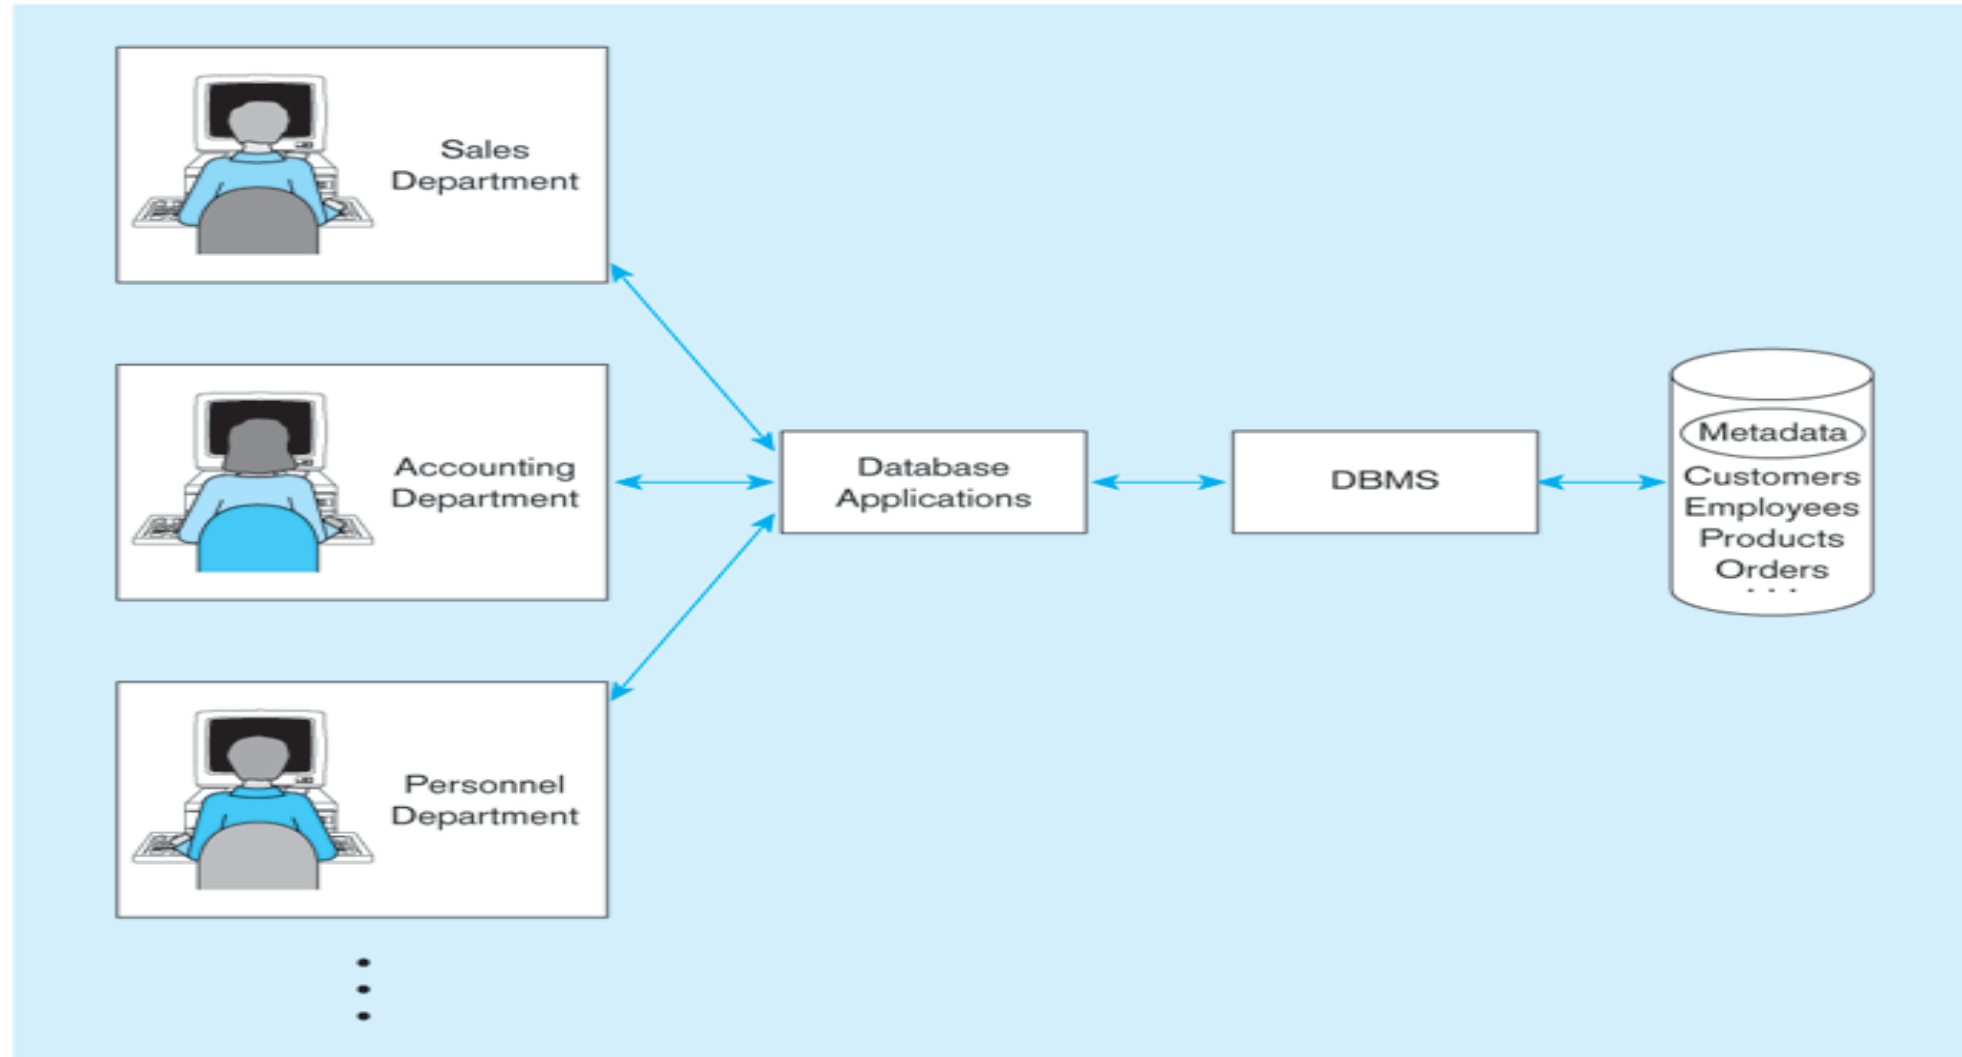 Sales
Department
Accounting
Department
Personnel
Department
Database
Applications
DBMS
Metadata
Customers
Employees
Products
Orders
. . .